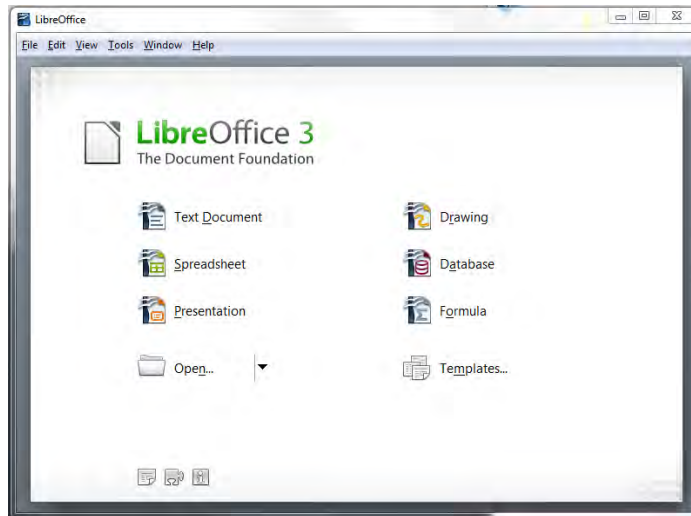 LibreOffice
File Edit View Tools Window Help
LibreOffice 3
The Document Foundation
Text Document
Drawing
Spreadsheet
Database
Presentation
Formula
Open...
Templates...